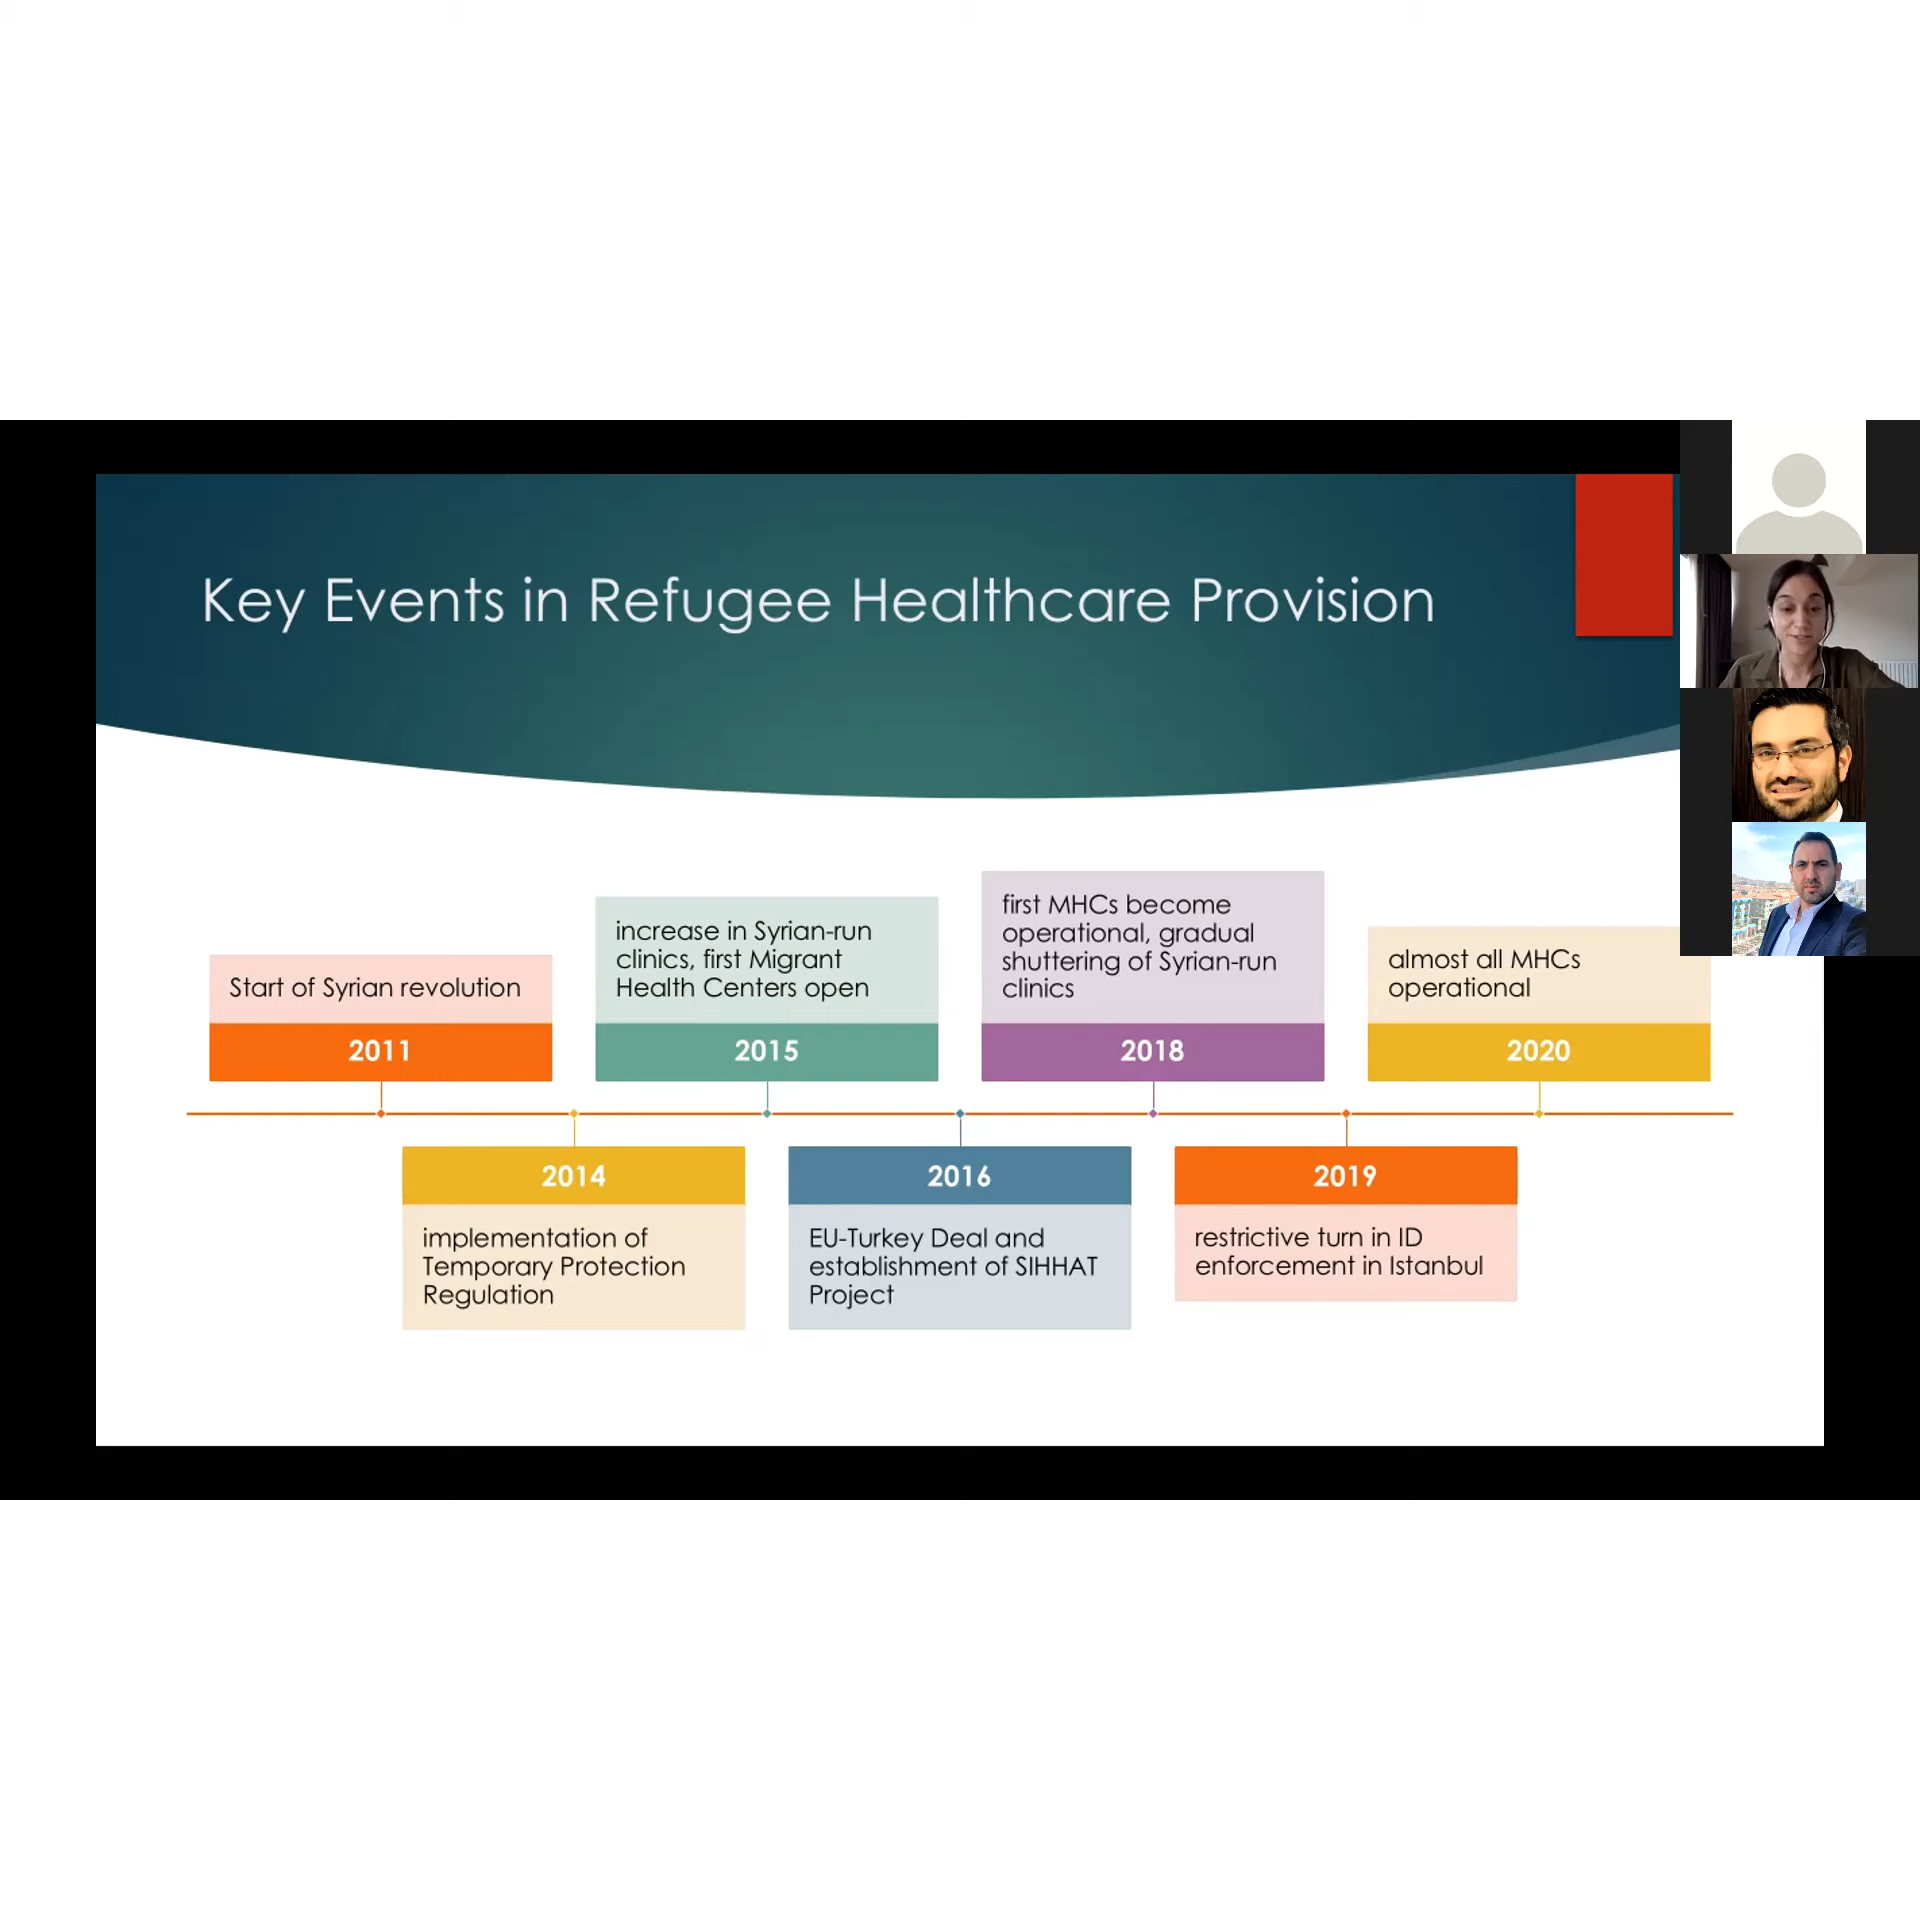 Key Events in Refugee Healthcare Provision
Start of Syrian revolution
2011
implementation of
Temporary Protection
Regulation
2014
increase in Syrian-run
clinics, first Migrant
Health Centers open
2015
EU-Turkey Deal and
establishment of SIHHAT
Project
2016
first MHCs become
operational, gradual
shuttering of Syrian-run
clinics
2018
restrictive turn in ID
enforcement in Istanbul
2019
almost all MHCs
operational
2020